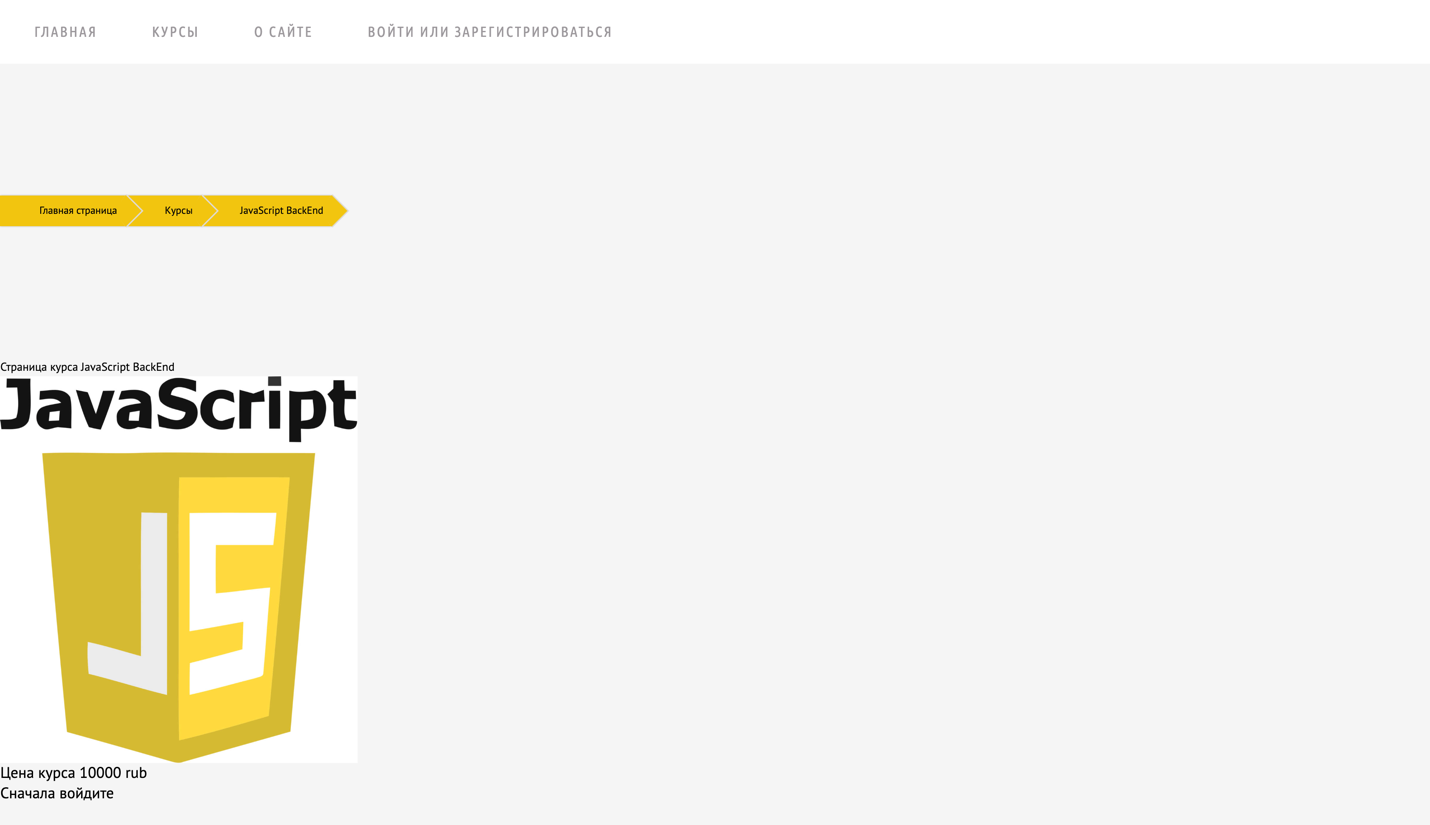 ГЛАВНАЯ КУРСЫ О САЙТЕ ВОЙТИ ИЛИ ЗАРЕГИСТРИРОВАТЬСЯ
Главная страница Курсы JavaScript BackEnd
Страница курса JavaScript BackEnd
JavaScript
JS
Цена курса 10000 rub
Сначала войдите